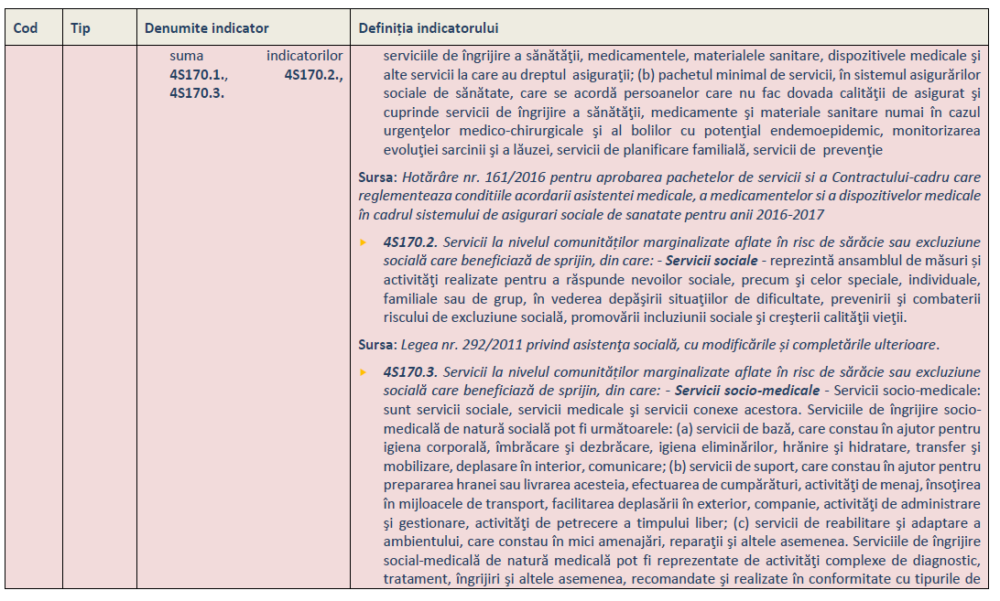 Cod Tip Denumite indicator Definiția indicatorului
suma indicatorilor
4S170.1., 4S170.2.,
4S170.3.
serviciile de îngrijire a sănătăţii, medicamentele, materialele sanitare, dispozitivele medicale şi
alte servicii la care au dreptul asiguraţii; (b) pachetul minimal de servicii, în sistemul asigurărilor
sociale de sănătate, care se acordă persoanelor care nu fac dovada calităţii de asigurat şi
cuprinde servicii de îngrijire a sănătăţii, medicamente şi materiale sanitare numai în cazul
urgenţelor medico-chirurgicale şi al bolilor cu potenţial endemoepidemic, monitorizarea
evoluţiei sarcinii şi a lăuzei, servicii de planificare familială, servicii de prevenţie
Sursa: Hotărâre nr. 161/2016 pentru aprobarea pachetelor de servicii si a Contractului-cadru care
reglementeaza conditiile acordarii asistentei medicale, a medicamentelor si a dispozitivelor medicale
în cadrul sistemului de asigurari sociale de sanatate pentru anii 2016-2017
4S170.2. Servicii la nivelul comunităților marginalizate aflate în risc de sărăcie sau excluziune
socială care beneficiază de sprijin, din care: - Servicii sociale - reprezintă ansamblul de măsuri și
activități realizate pentru a răspunde nevoilor sociale, precum şi celor speciale, individuale,
familiale sau de grup, în vederea depăşirii situaţiilor de dificultate, prevenirii şi combaterii
riscului de excluziune socială, promovării incluziunii sociale şi creşterii calităţii vieţii.
Sursa: Legea nr. 292/2011 privind asistenţa socială, cu modificările și completările ulterioare.
4S170.3. Servicii la nivelul comunităților marginalizate aflate în risc de sărăcie sau excluziune
socială care beneficiază de sprijin, din care: - Servicii socio-medicale - Servicii socio-medicale:
sunt servicii sociale, servicii medicale şi servicii conexe acestora. Serviciile de îngrijire socio-
medicală de natură socială pot fi următoarele: (a) servicii de bază, care constau în ajutor pentru
igiena corporală, îmbrăcare şi dezbrăcare, igiena eliminărilor, hrănire şi hidratare, transfer şi
mobilizare, deplasare în interior, comunicare; (b) servicii de suport, care constau în ajutor pentru
prepararea hranei sau livrarea acesteia, efectuarea de cumpărături, activităţi de menaj, însoţirea
în mijloacele de transport, facilitarea deplasării în exterior, companie, activităţi de administrare
şi gestionare, activităţi de petrecere a timpului liber; (c) servicii de reabilitare şi adaptare a
ambientului, care constau în mici amenajări, reparaţii şi altele asemenea. Serviciile de îngrijire
social-medicală de natură medicală pot fi reprezentate de activităţi complexe de diagnostic,
tratament, îngrijiri şi altele asemenea, recomandate şi realizate în conformitate cu tipurile de